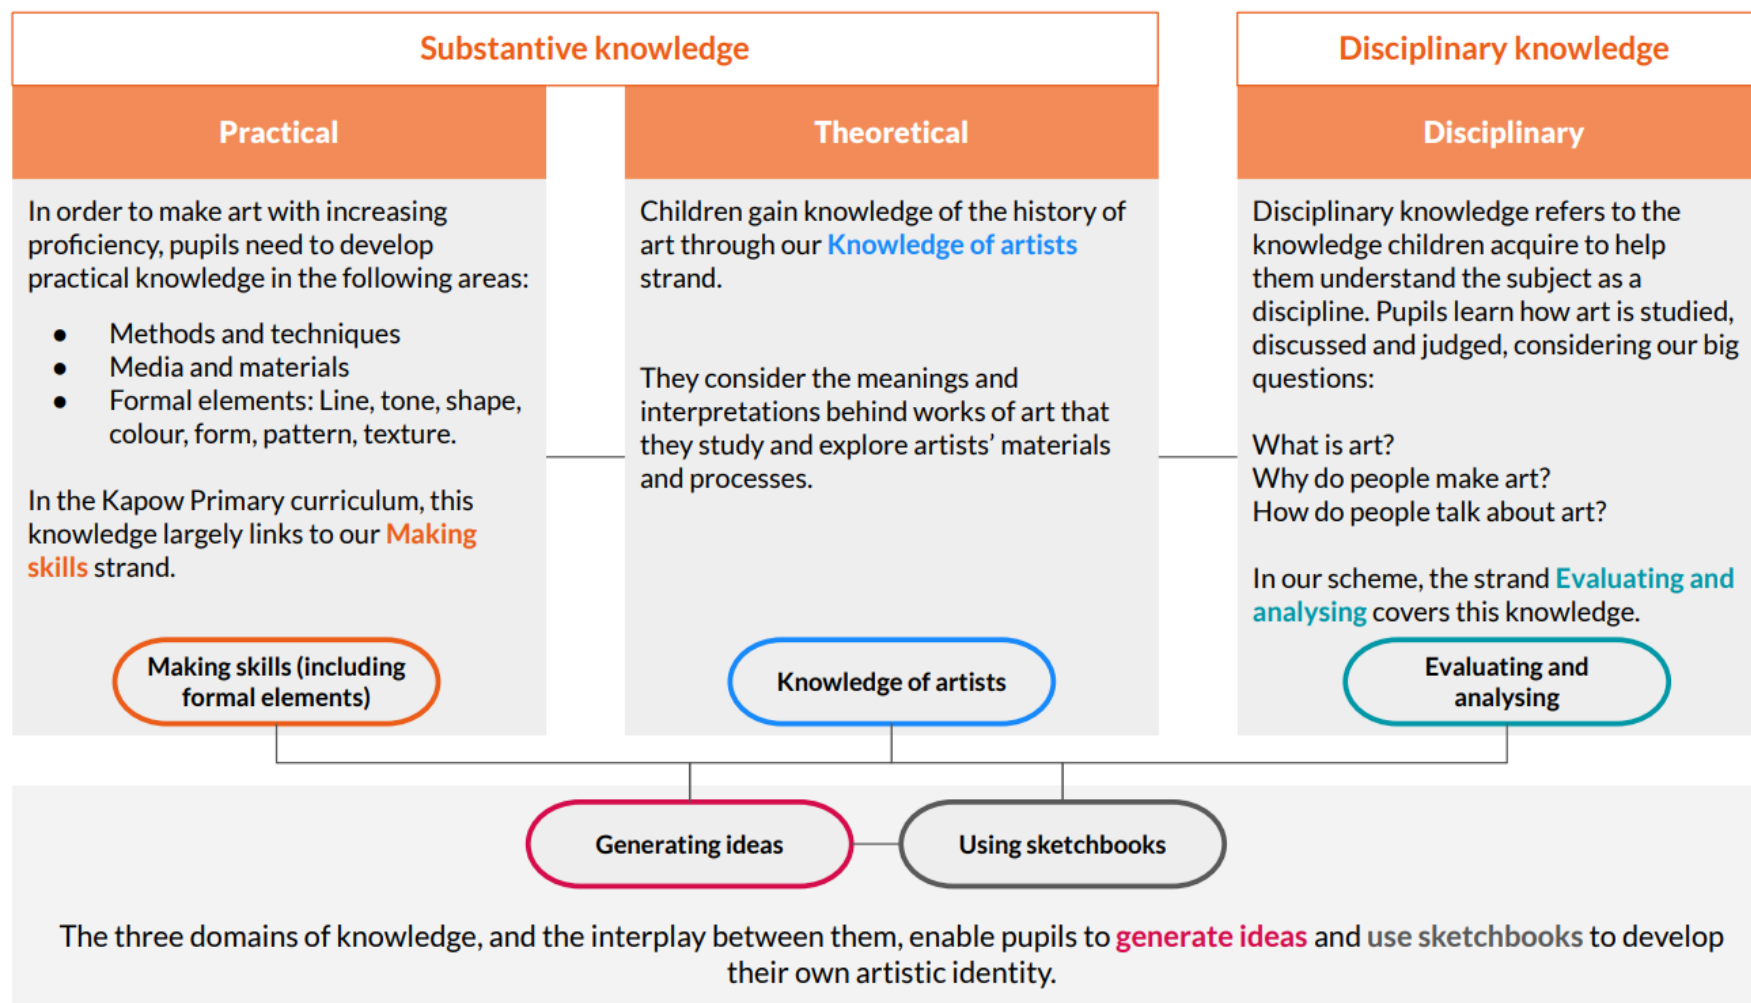 Substantive knowledge
Disciplinary knowledge
Practical
In order to make art with increasing
proficiency, pupils need to develop
practical knowledge in the following areas:
● Methods and techniques
● Media and materials
● Formal elements: Line, tone, shape,
colour, form, pattern, texture.
In the Kapow Primary curriculum, this
knowledge largely links to our Making
skills strand.
Making skills (including
formal elements)
Theoretical
Children gain knowledge of the history of
art through our Knowledge of artists
strand.
They consider the meanings and
interpretations behind works of art that
they study and explore artists’ materials
and processes.
Knowledge of artists
Disciplinary
Disciplinary knowledge refers to the
knowledge children acquire to help
them understand the subject as a
discipline. Pupils learn how art is studied,
discussed and judged, considering our big
questions:
What is art?
Why do people make art?
How do people talk about art?
In our scheme, the strand Evaluating and
analysing covers this knowledge.
Evaluating and
analysing
Generating ideas
Using sketchbooks
The three domains of knowledge, and the interplay between them, enable pupils to generate ideas and use sketchbooks to develop
their own artistic identity.